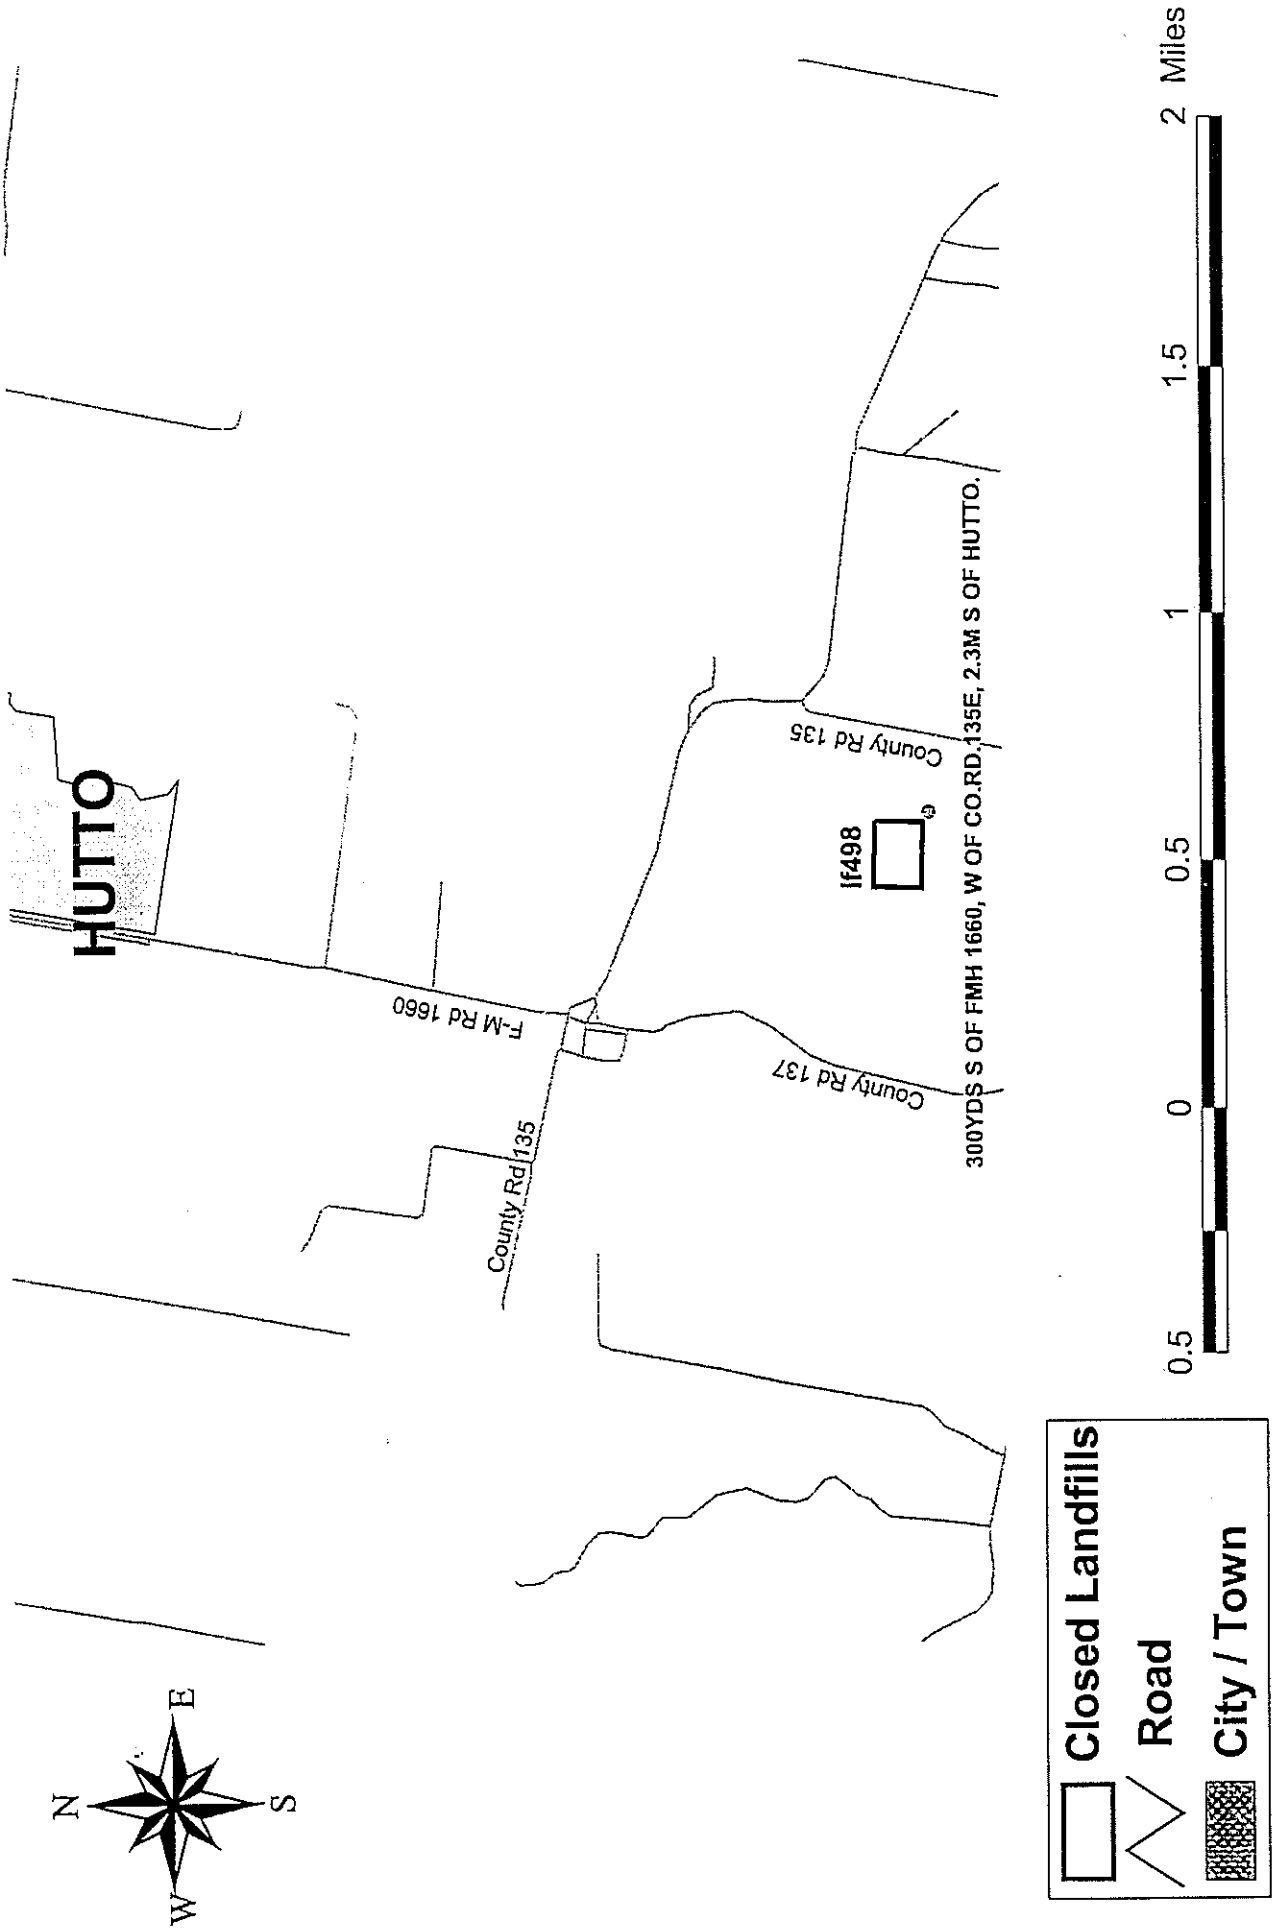 HUTTO
F-M Rd 1660
County Rd 135
County Rd 135
County Rd 137
lf498
300YDS S OF FMH 1660, W OF CO.RD.135E, 2.3M S OF HUTTO.
N
W
E
S
Closed Landfills
Road
City / Town
0.5 0 0.5 1 1.5 2 Miles